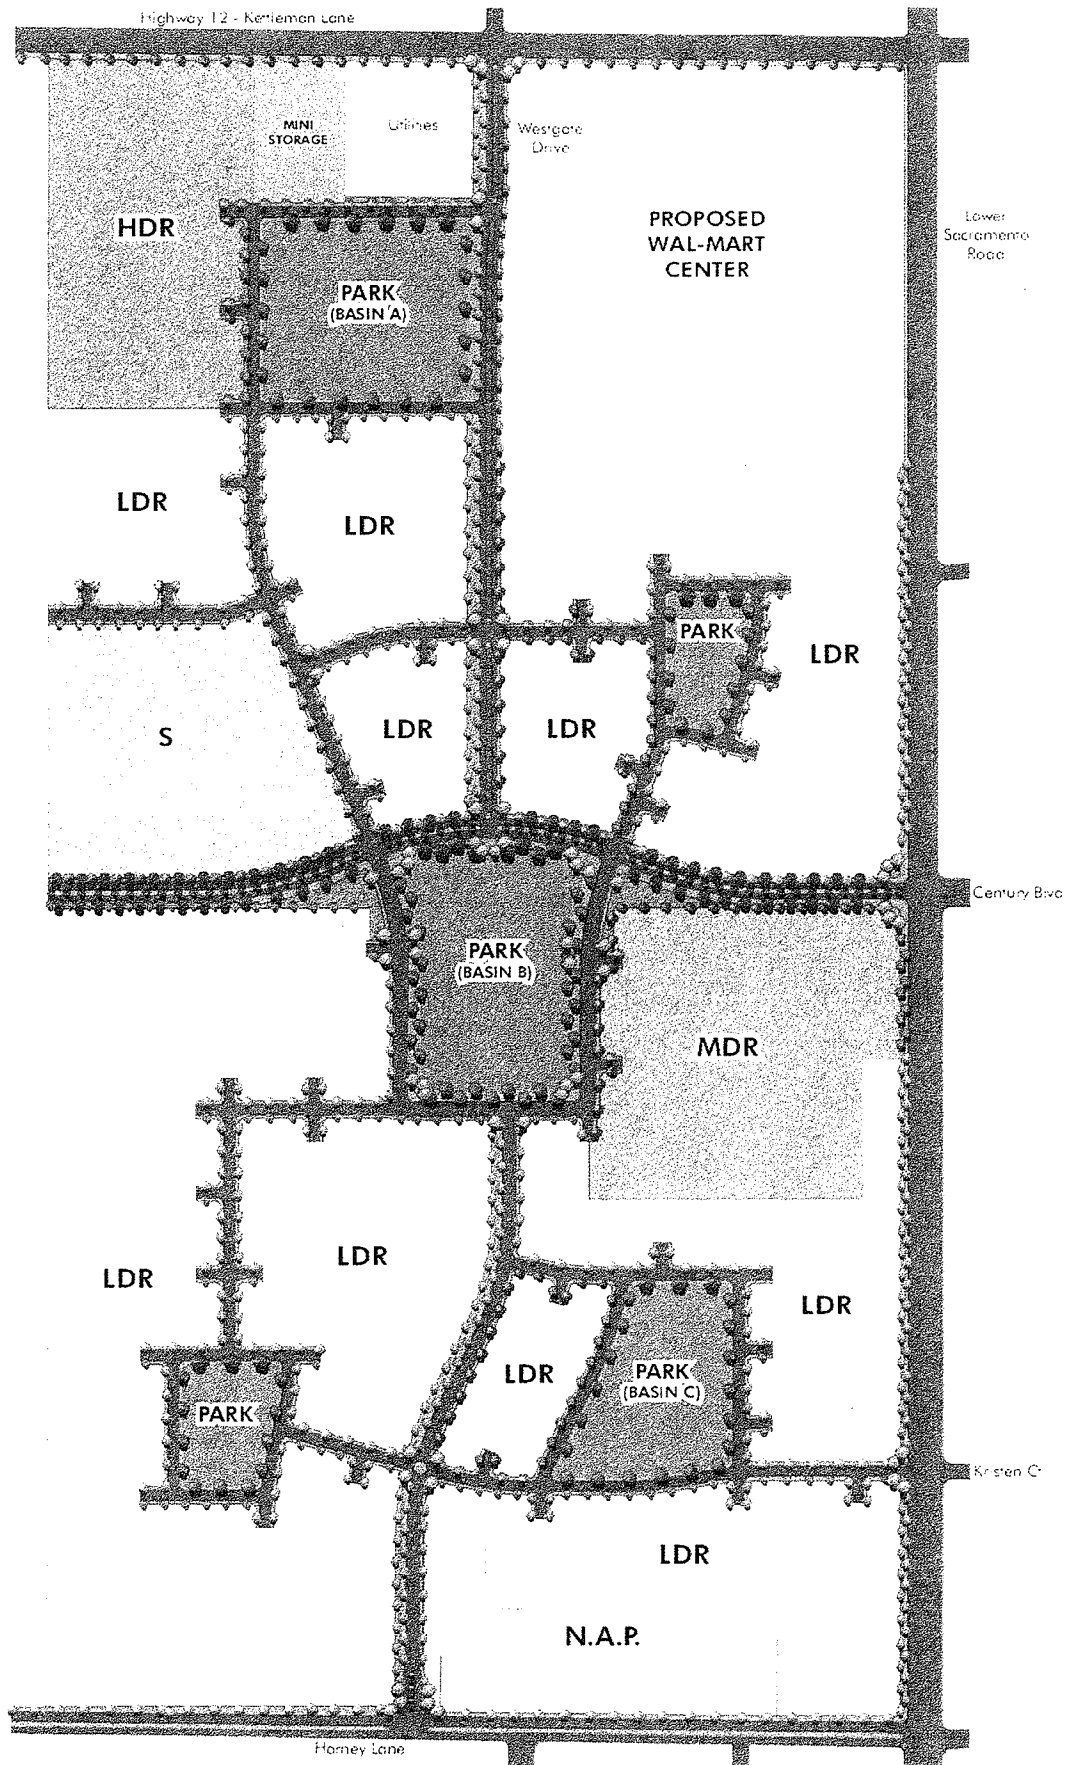 Highway 12 - Kettleman Lane
MINI
STORAGE
Utilities
Westgate
Drive
HDR
PROPOSED
WAL-MART
CENTER
Lower
Sacramento
Road
PARK
(BASIN A)
LDR
LDR
PARK
LDR
S
LDR
LDR
Century Blvd
PARK
(BASIN B)
MDR
LDR
LDR
LDR
LDR
PARK
(BASIN C)
PARK
Kristen Ct
LDR
N.A.P.
Harney Lane